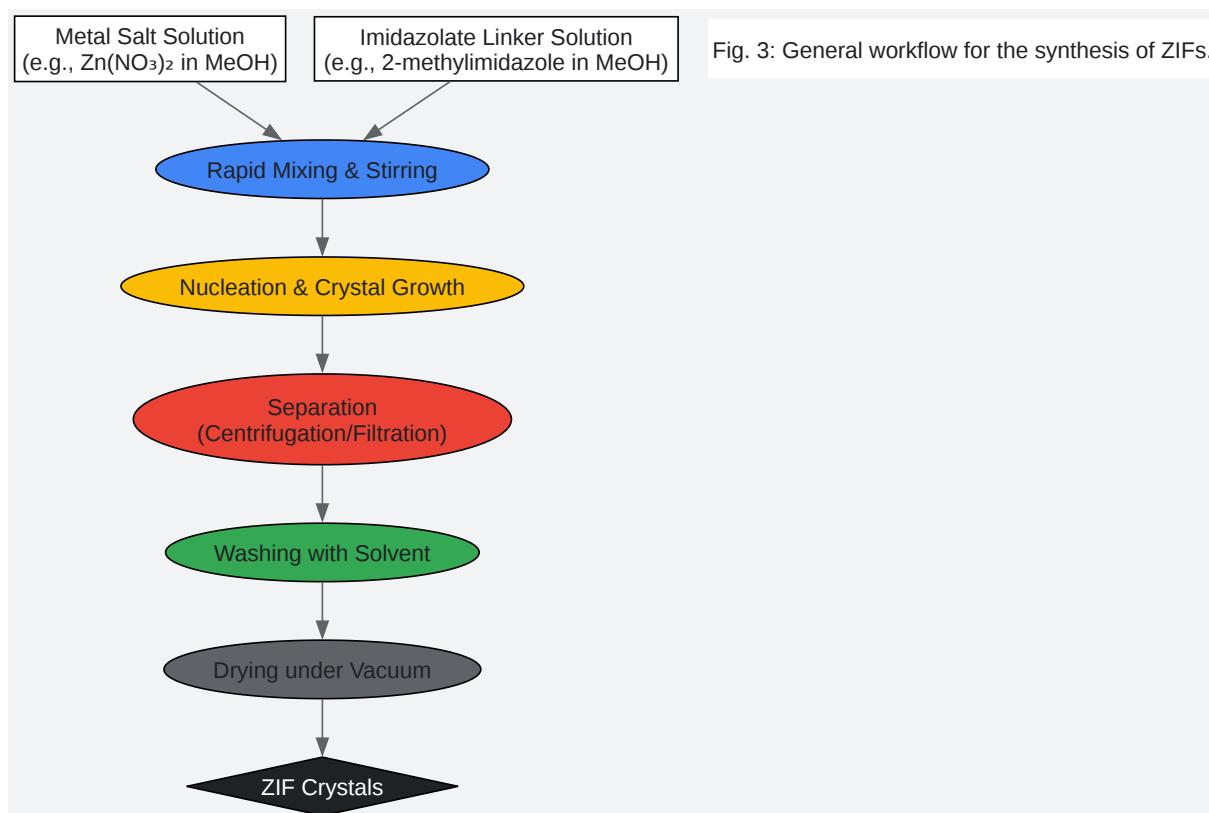 Metal Salt Solution
(e.g., Zn(NO₃)₂ in MeOH)
Imidazolate Linker Solution
(e.g., 2-methylimidazole in MeOH)
Fig. 3: General workflow for the synthesis of ZIFs.
Rapid Mixing & Stirring
Nucleation & Crystal Growth
Separation
(Centrifugation/Filtration)
Washing with Solvent
Drying under Vacuum
ZIF Crystals